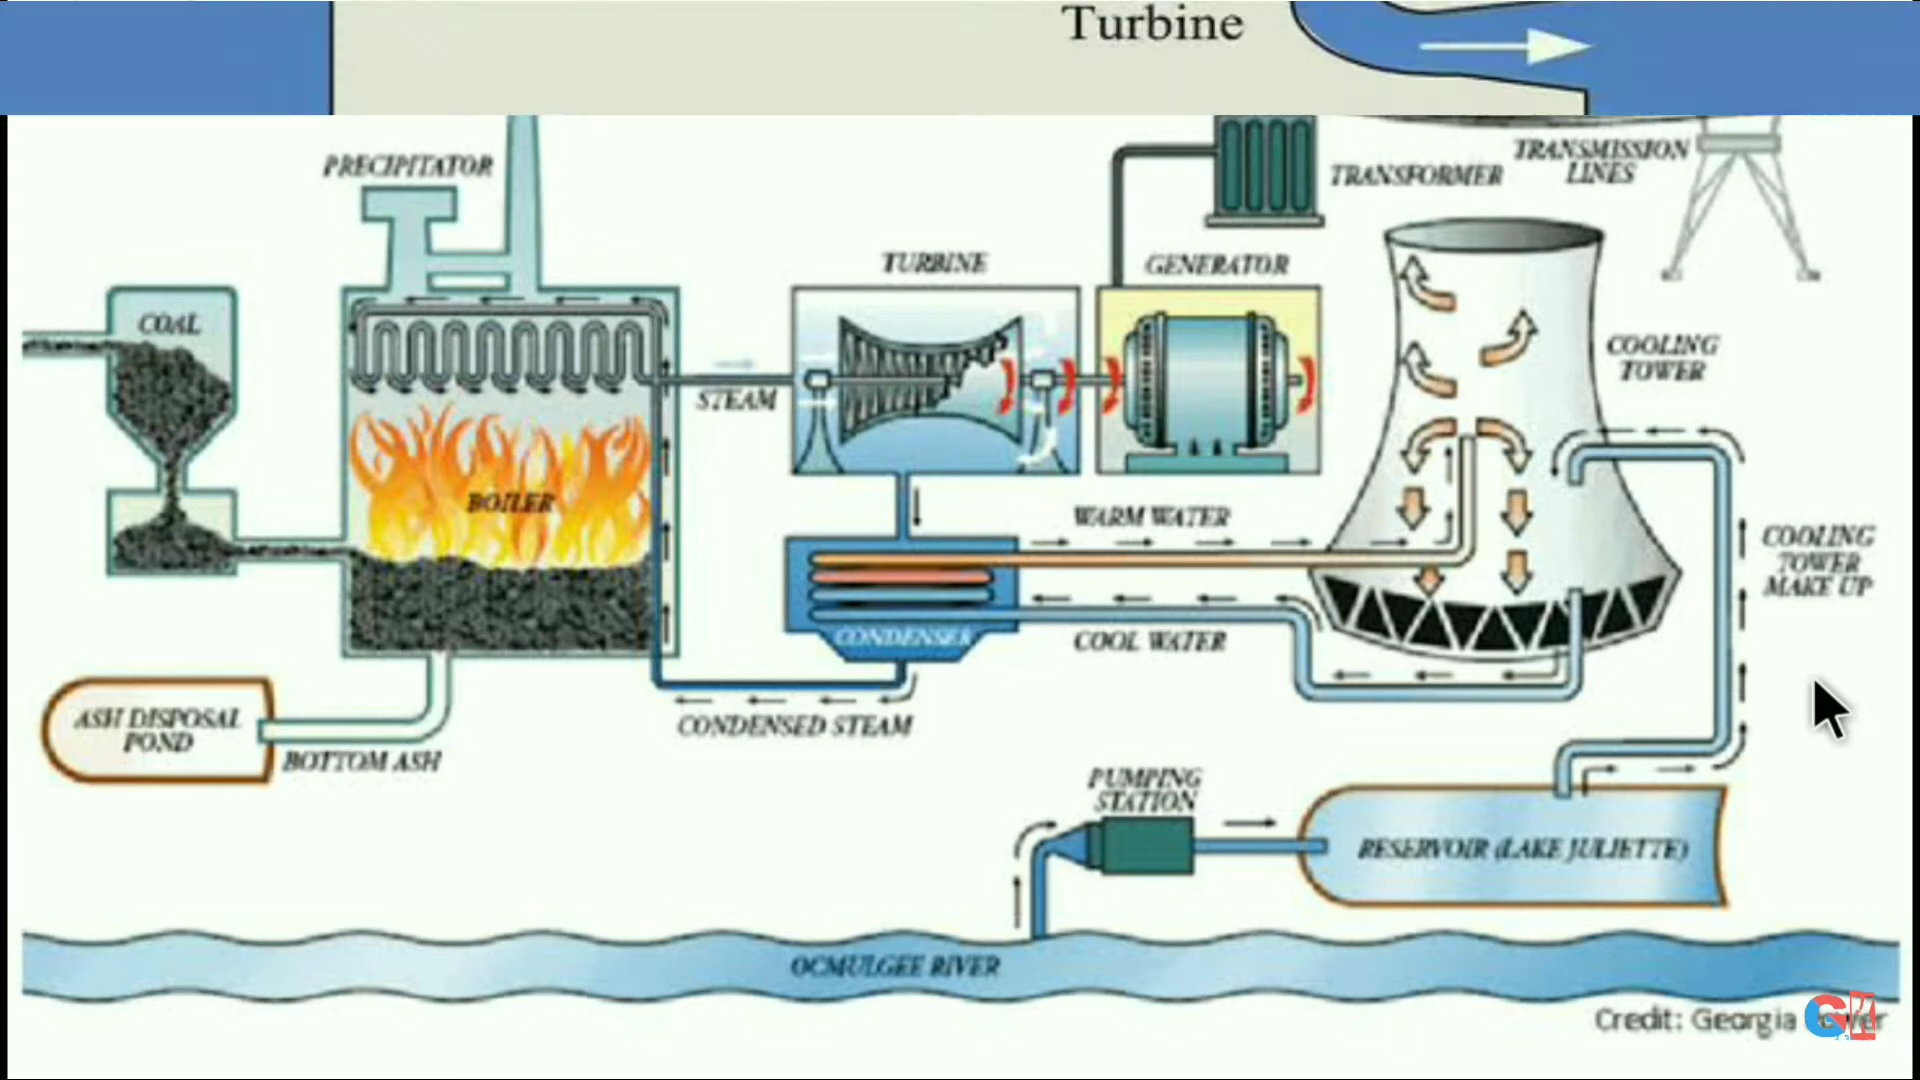 Turbine
PRECIPITATOR
TRANSFORMER
TRANSMISSION
LINES
TURBINE
GENERATOR
COAL
COOLING
TOWER
STEAM
BOILER
WARM WATER
COOLING
TOWER
MAKE UP
CONDENSER
COOL WATER
ASH DISPOSAL
POND
BOTTOM ASH
CONDENSED STEAM
PUMPING
STATION
RESERVOIR (LAKE JULIETTE)
OCMULGEE RIVER
Credit: Georgia